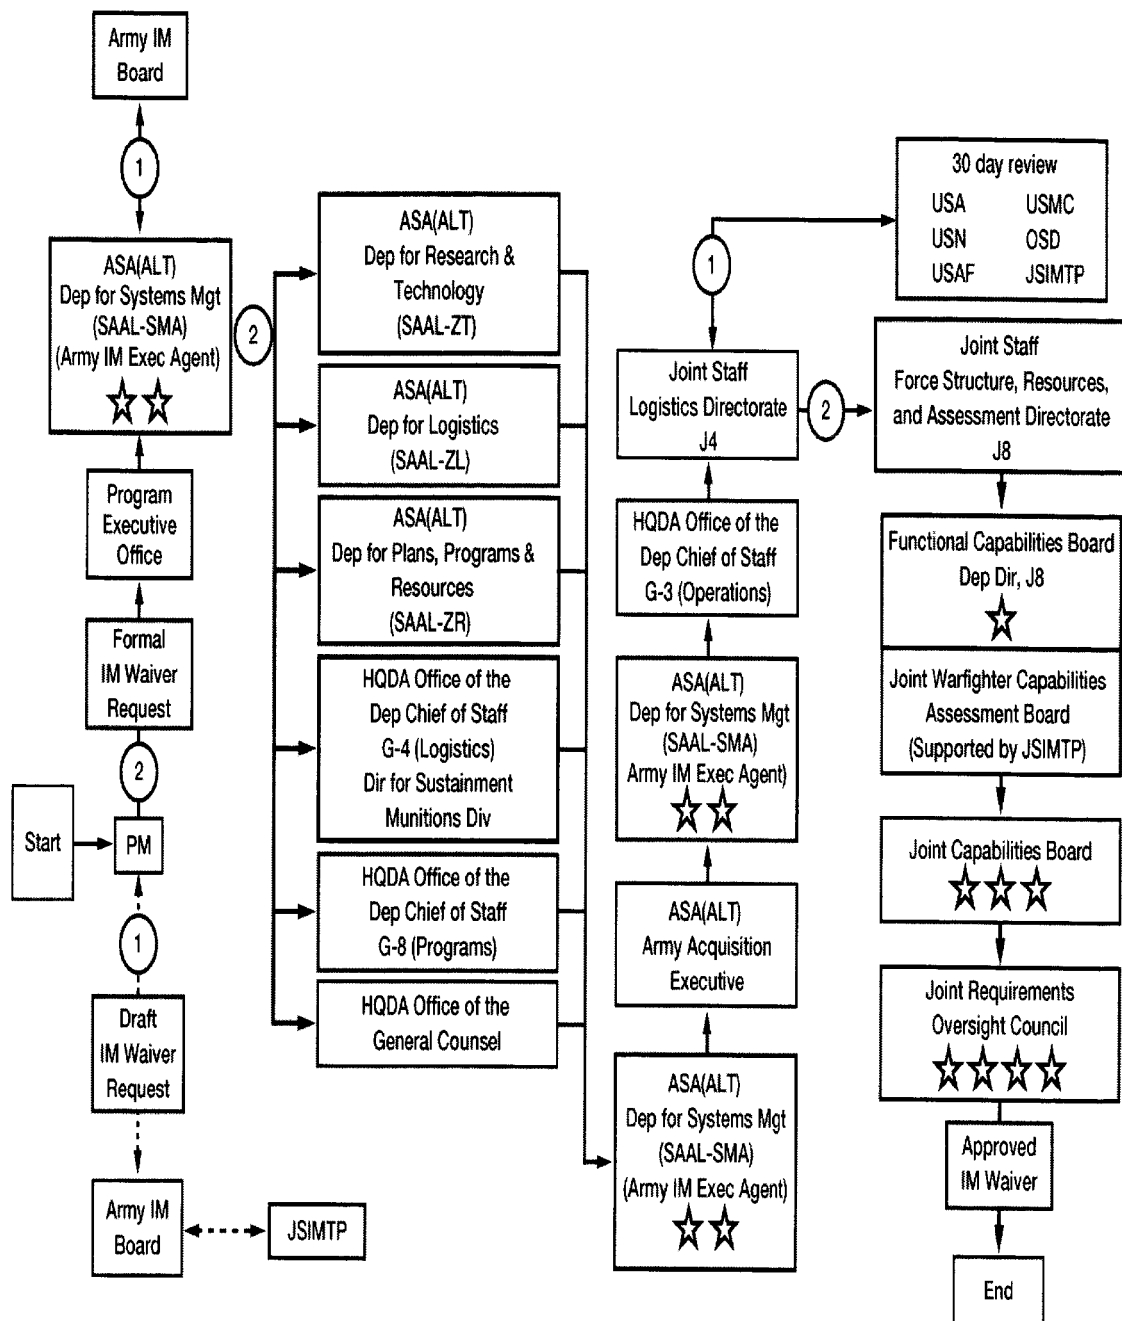 Army IM
Board
1
ASA(ALT)
Dep for Systems Mgt
(SAAL-SMA)
(Army IM Exec Agent)
2
Program
Executive
Office
Formal
IM Waiver
Request
2
Start
PM
1
Draft
IM Waiver
Request
Army IM
Board
JSIMTP
ASA(ALT)
Dep for Research &
Technology
(SAAL-ZT)
ASA(ALT)
Dep for Logistics
(SAAL-ZL)
ASA(ALT)
Dep for Plans, Programs &
Resources
(SAAL-ZR)
HQDA Office of the
Dep Chief of Staff
G-4 (Logistics)
Dir for Sustainment
Munitions Div
HQDA Office of the
Dep Chief of Staff
G-8 (Programs)
HQDA Office of the
General Counsel
1
Joint Staff
Logistics Directorate
J4
2
HQDA Office of the
Dep Chief of Staff
G-3 (Operations)
ASA(ALT)
Dep for Systems Mgt
(SAAL-SMA)
Army IM Exec Agent)
ASA(ALT)
Army Acquisition
Executive
ASA(ALT)
Dep for Systems Mgt
(SAAL-SMA)
(Army IM Exec Agent)
30 day review
USA USMC
USN OSD
USAF JSIMTP
Joint Staff
Force Structure, Resources,
and Assessment Directorate
J8
Functional Capabilities Board
Dep Dir, J8
Joint Warfighter Capabilities
Assessment Board
(Supported by JSIMTP)
Joint Capabilities Board
Joint Requirements
Oversight Council
Approved
IM Waiver
End